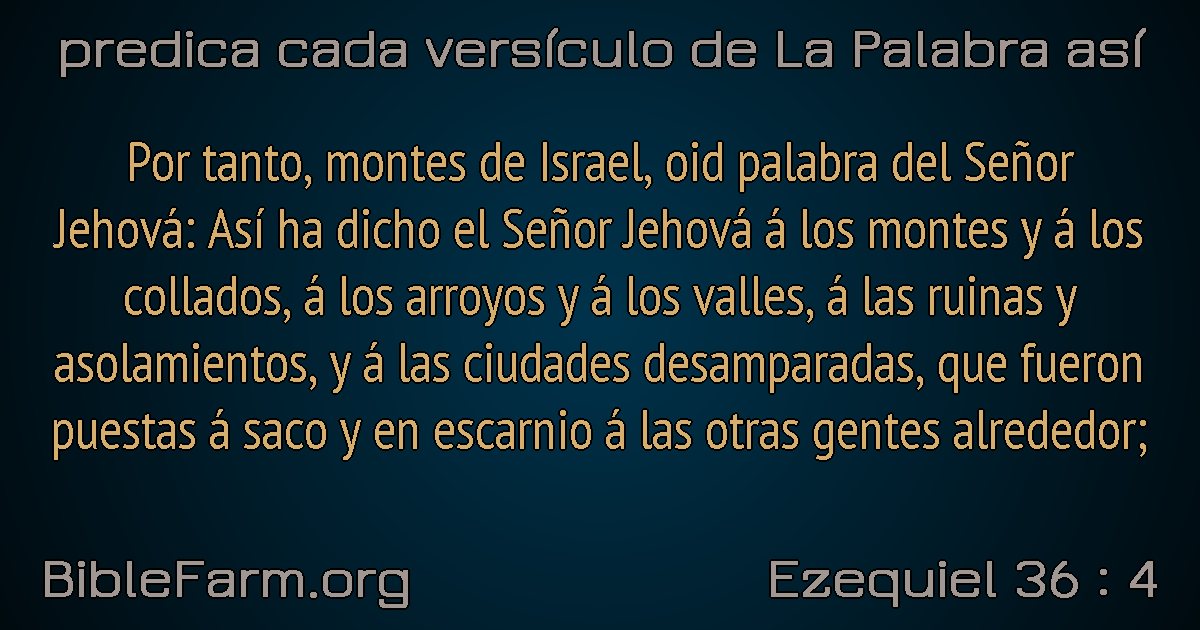 predica cada versículo de La Palabra así
Por tanto, montes de Israel, oid palabra del Señor
Jehová: Así ha dicho el Señor Jehová á los montes y á los
collados, á los arroyos y á los valles, á las ruinas y
asolamientos, y á las ciudades desamparadas, que fueron
puestas á saco y en escarnio á las otras gentes alrededor;
BibleFarm.org
Ezequiel 36 : 4